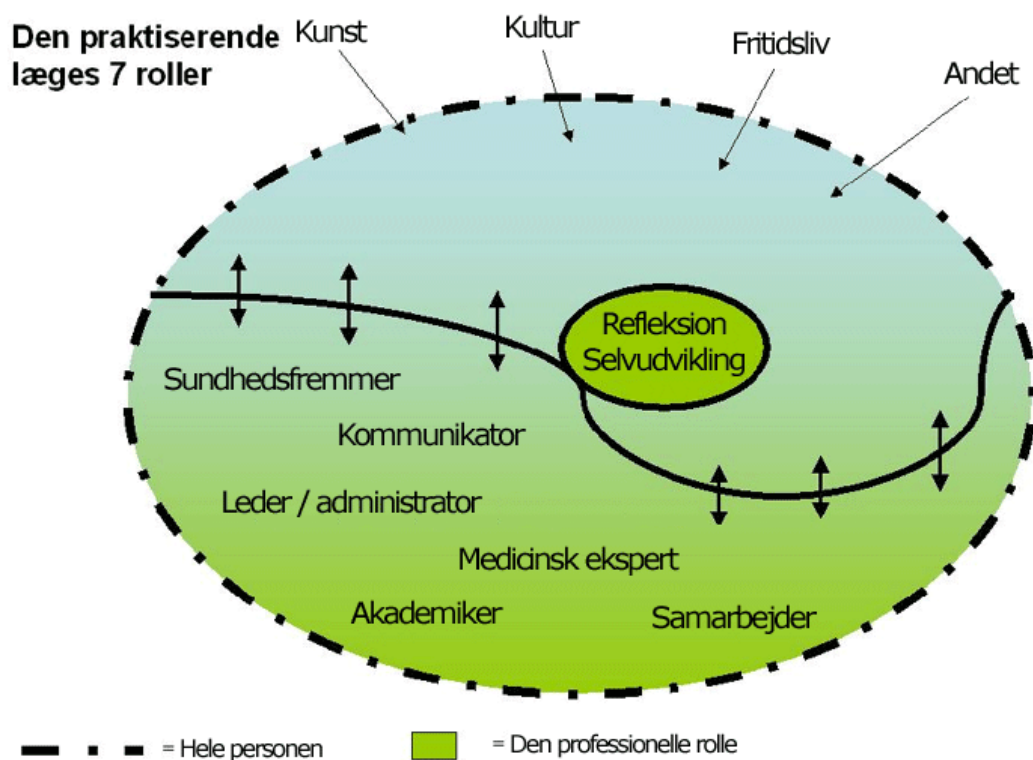 Den praktiserende
læges 7 roller
Kunst
Kultur
Fritidsliv
Andet
Refleksion
Selvudvikling
Sundhedsfremmer
Kommunikator
Leder / administrator
Medicinsk ekspert
Akademiker
Samarbejder
= Hele personen
= Den professionelle rolle